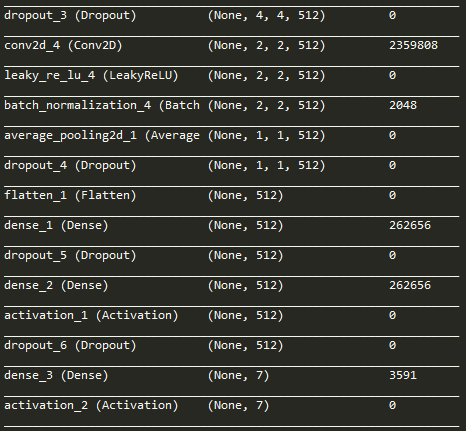 dropout_3 (Dropout) (None, 4, 4, 512) 0
conv2d_4 (Conv2D) (None, 2, 2, 512) 2359808
leaky_re_lu_4 (LeakyReLU) (None, 2, 2, 512) 0
batch_normalization_4 (Batch (None, 2, 2, 512) 2048
average_pooling2d_1 (Average (None, 1, 1, 512) 0
dropout_4 (Dropout) (None, 1, 1, 512) 0
flatten_1 (Flatten) (None, 512) 0
dense_1 (Dense) (None, 512) 262656
dropout_5 (Dropout) (None, 512) 0
dense_2 (Dense) (None, 512) 262656
activation_1 (Activation) (None, 512) 0
dropout_6 (Dropout) (None, 512) 0
dense_3 (Dense) (None, 7) 3591
activation_2 (Activation) (None, 7) 0